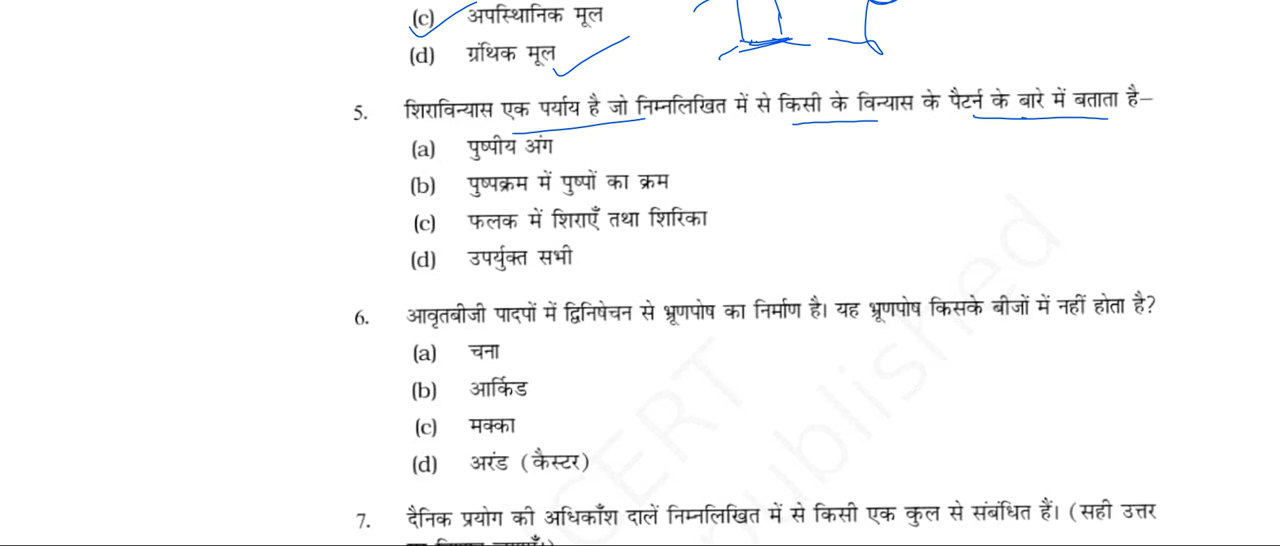 (c) अपस्थानिक मूल
(d) ग्रंथिक मूल
5. शिराविन्यास एक पर्याय है जो निम्नलिखित में से किसी के विन्यास के पैटर्न के बारे में बताता है–
(a) पुष्पीय अंग
(b) पुष्पक्रम में पुष्पों का क्रम
(c) फलक में शिराएँ तथा शिरिका
(d) उपर्युक्त सभी
6. आवृतबीजी पादपों में द्विनिषेचन से भ्रूणपोष का निर्माण है। यह भ्रूणपोष किसके बीजों में नहीं होता है?
(a) चना
(b) आर्किड
(c) मक्का
(d) अरंड (कैस्टर)
7. दैनिक प्रयोग की अधिकाँश दालें निम्नलिखित में से किसी एक कुल से संबंधित हैं। (सही उत्तर